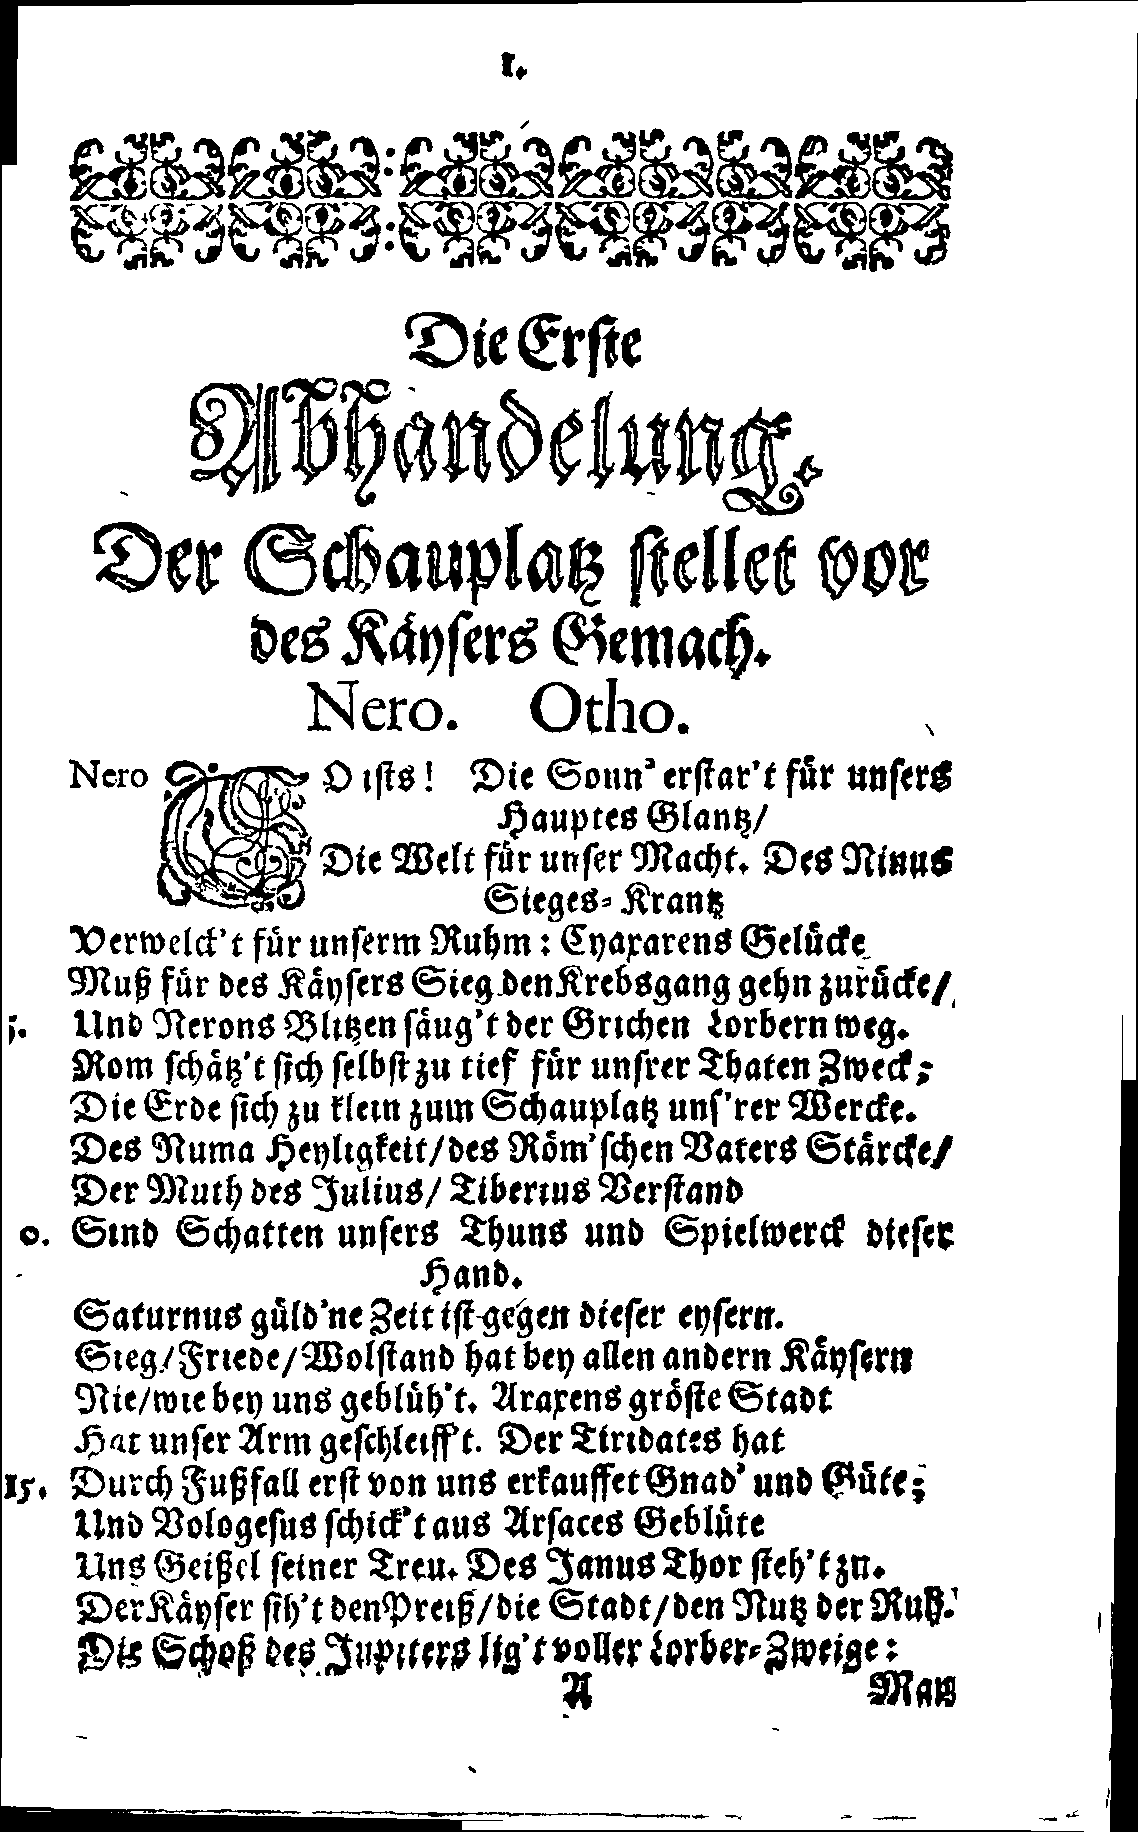 1.
Die Erste
Abhandelung.
Der Schauplatz stellet vor
des Käysers Gemach.
Nero. Otho.
Nero SO ists! Die Sonn' erstar't für unsers
Hauptes Glantz/
Die Welt für unser Macht. Des Ninus
Sieges-Krantz
Verwelck't für unserm Ruhm: Cyaxarens Gelücke
Muß für des Käysers Sieg den Krebsgang gehn zurücke/
5. Und Nerons Blitzen säug't der Grichen Lorbern weg.
Rom schätz't sich selbst zu tief für unsrer Thaten Zweck;
Die Erde sich zu klein zum Schauplatz uns'rer Wercke.
Des Numa Heyligkeit/ des Röm'schen Vaters Stärcke/
Der Muth des Julius/ Tiberius Verstand
0. Sind Schatten unsers Thuns und Spielwerck dieser
Hand.
Saturnus güld'ne Zeit ist gegen dieser eysern.
Sieg/ Friede/ Wolstand hat bey allen andern Käysern
Nie/ wie bey uns geblüh't. Araxens gröste Stadt
Hat unser Arm geschleifft. Der Tiridates hat
15. Durch Fußfall erst von uns erkauffet Gnad' und Güte;
Und Vologesus schick't aus Arsaces Geblüte
Uns Geißel seiner Treu. Des Janus Thor steh't zu.
Der Käyser sih't den Preiß/ die Stadt/ den Nutz der Ruh.
Die Schoß des Jupiters lig't voller Lorber-Zweige:
A Man